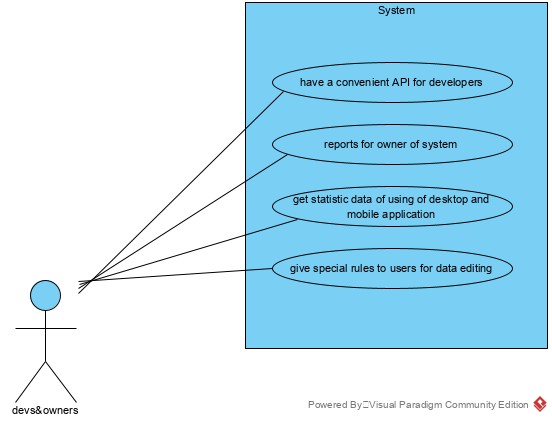 System
have a convenient API for developers
reports for owner of system
get statistic data of using of desktop and
mobile application
give special rules to users for data editing
devs&owners
Powered By Visual Paradigm Community Edition